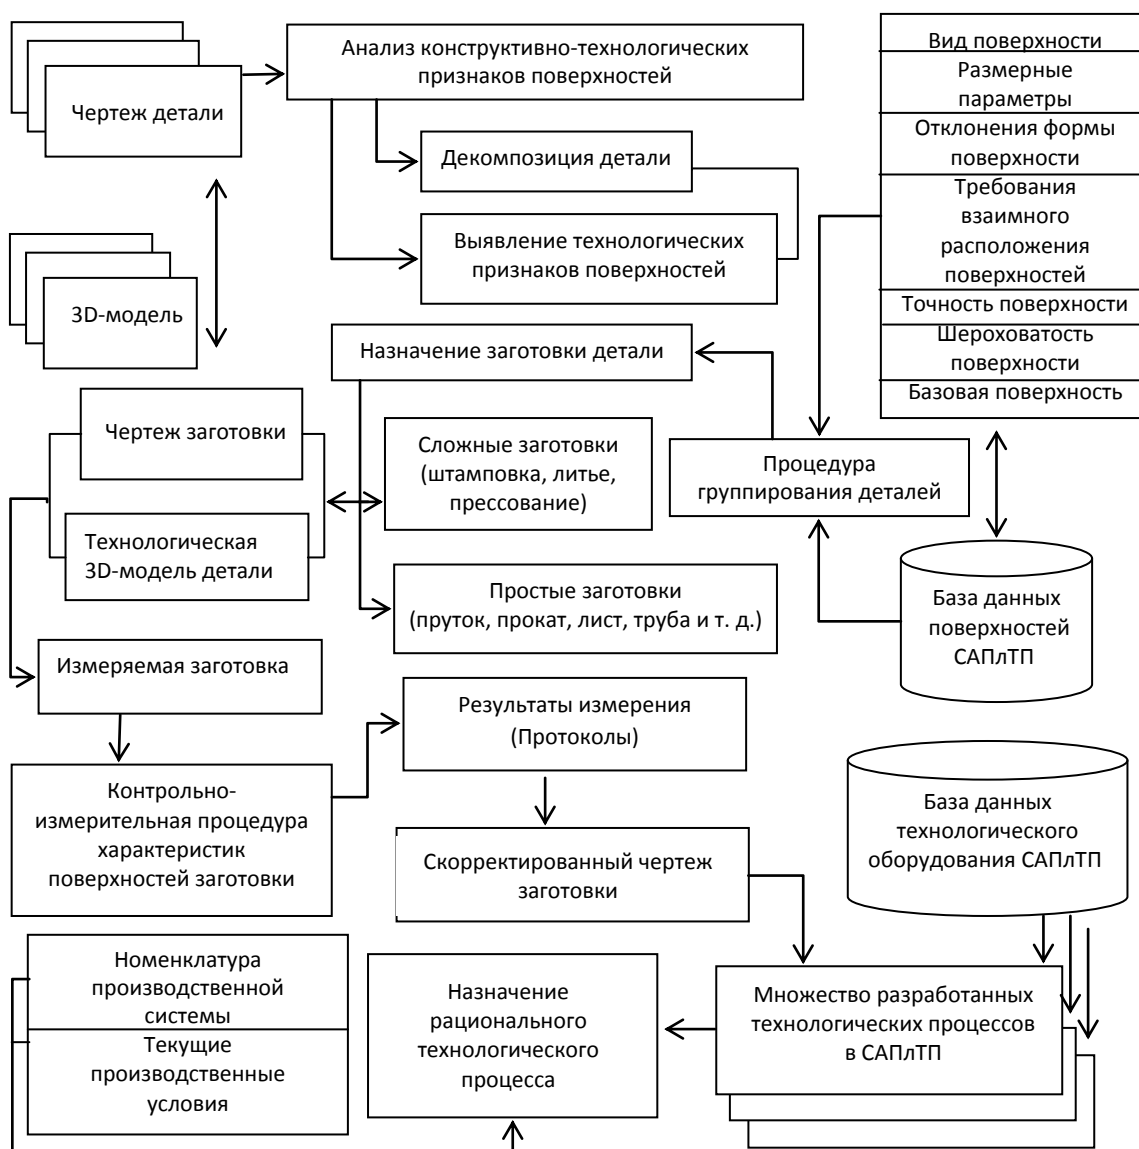 Чертеж детали
Анализ конструктивно-технологических
признаков поверхностей
Декомпозиция детали
Выявление технологических
признаков поверхностей
3D-модель
Вид поверхности
Размерные
параметры
Отклонения формы
поверхности
Требования
взаимного
расположения
поверхностей
Точность поверхности
Шероховатость
поверхности
Базовая поверхность
Назначение заготовки детали
Чертеж заготовки
Технологическая
3D-модель детали
Сложные заготовки
(штамповка, литье,
прессование)
Процедура
группирования деталей
Простые заготовки
(пруток, прокат, лист, труба и т. д.)
База данных
поверхностей
САПлТП
Измеряемая заготовка
Результаты измерения
(Протоколы)
Контрольно-
измерительная процедура
характеристик
поверхностей заготовки
Скорректированный чертеж
заготовки
База данных
технологического
оборудования САПлТП
Номенклатура
производственной
системы
Текущие
производственные
условия
Назначение
рационального
технологического
процесса
Множество разработанных
технологических процессов
в САПлТП